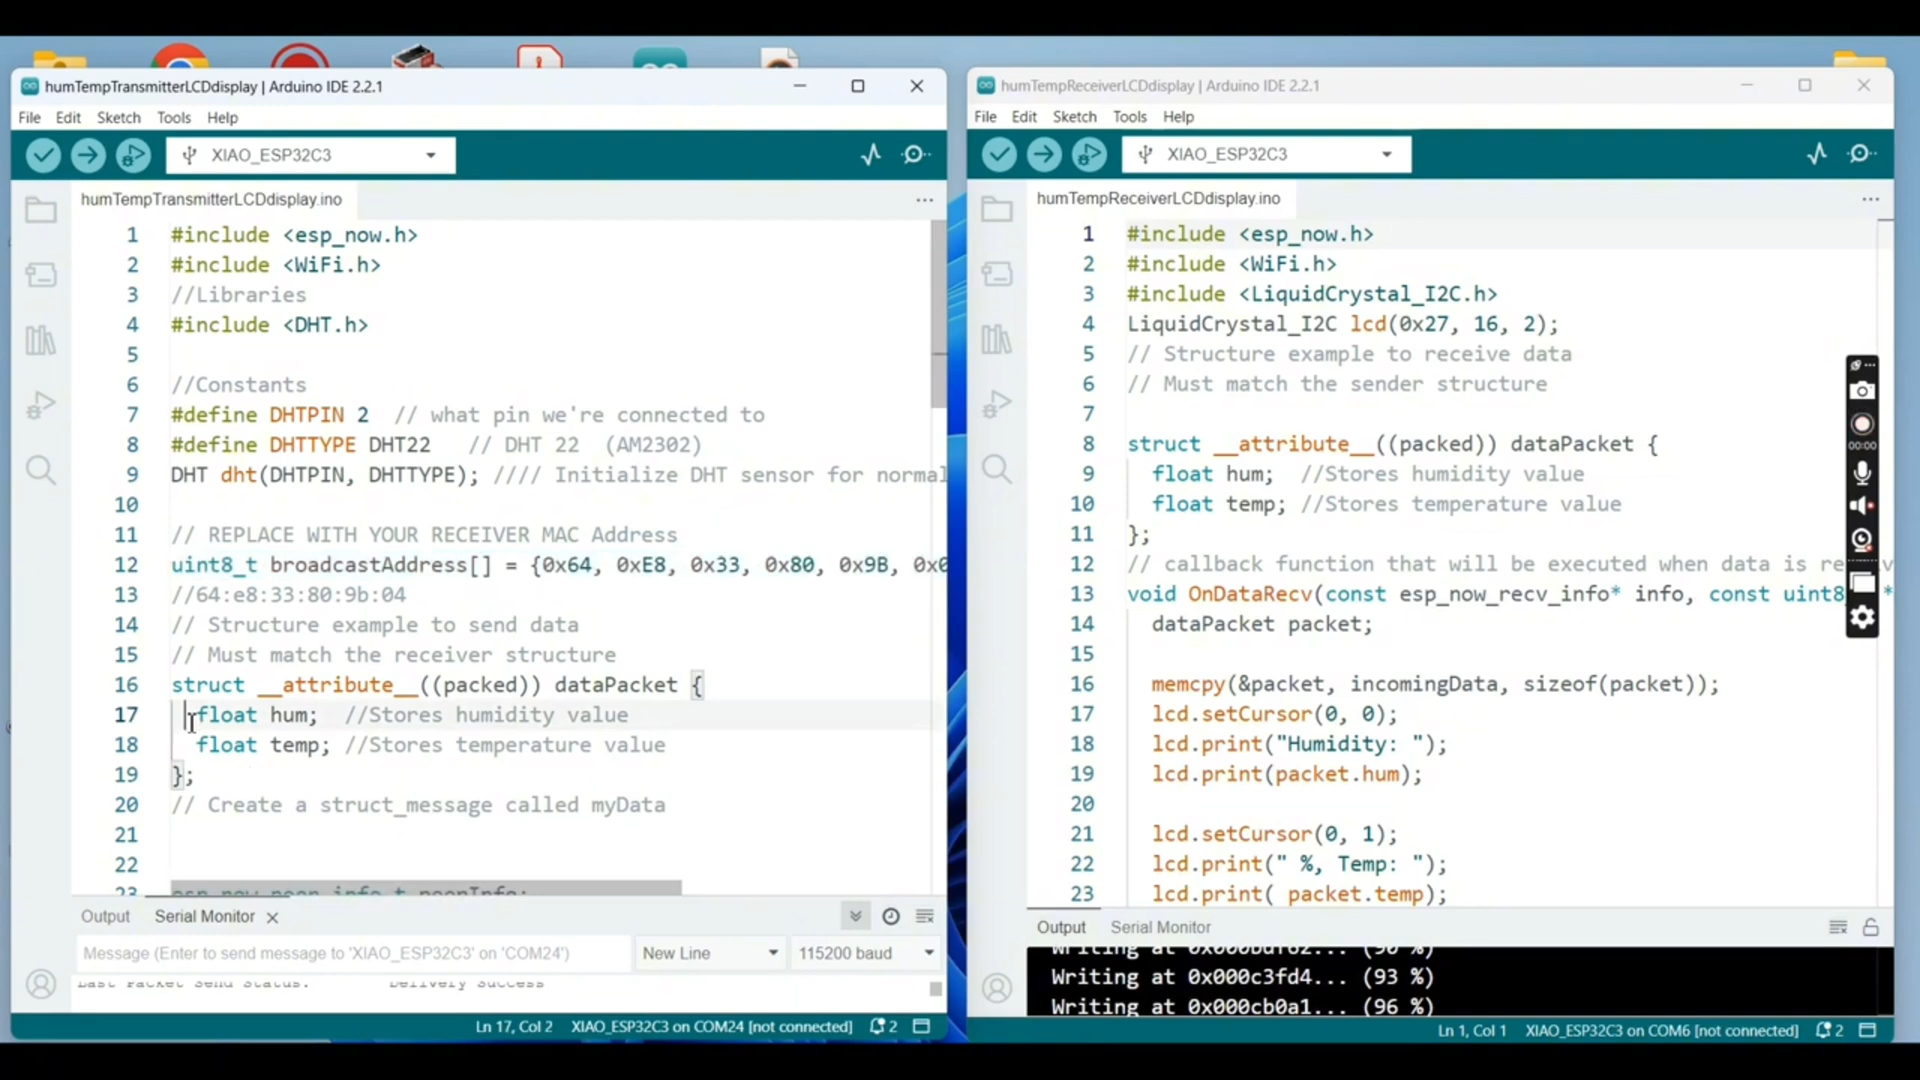 humTempTransmitterLCDdisplay | Arduino IDE 2.2.1
File Edit Sketch Tools Help
XIAO_ESP32C3
humTempTransmitterLCDdisplay.ino
1 #include <esp_now.h>
2 #include <WiFi.h>
3 //Libraries
4 #include <DHT.h>
5
6 //Constants
7 #define DHTPIN 2 // what pin we're connected to
8 #define DHTTYPE DHT22 // DHT 22 (AM2302)
9 DHT dht(DHTPIN, DHTTYPE); //// Initialize DHT sensor for normal
10
11 // REPLACE WITH YOUR RECEIVER MAC Address
12 uint8_t broadcastAddress[] = {0x64, 0xE8, 0x33, 0x80, 0x9B,
13 //64:e8:33:80:9b:04
14 // Structure example to send data
15 // Must match the receiver structure
16 struct __attribute__((packed)) dataPacket {
17 float hum; //Stores humidity value
18 float temp; //Stores temperature value
19 };
20 // Create a struct_message called myData
21
22
23
Output Serial Monitor
Message (Enter to send message to 'XIAO_ESP32C3' on 'COM24')
New Line 115200 baud
Last Packet Send Status: Delivery Success
Ln 17, Col 2 XIAO_ESP32C3 on COM24 [not connected] 2
humTempReceiverLCDdisplay | Arduino IDE 2.2.1
File Edit Sketch Tools Help
XIAO_ESP32C3
humTempReceiverLCDdisplay.ino
1 #include <esp_now.h>
2 #include <WiFi.h>
3 #include <LiquidCrystal_I2C.h>
4 LiquidCrystal_I2C lcd(0x27, 16, 2);
5 // Structure example to receive data
6 // Must match the sender structure
7
8 struct __attribute__((packed)) dataPacket {
9 float hum; //Stores humidity value
10 float temp; //Stores temperature value
11 };
12 // callback function that will be executed when data is
13 void OnDataRecv(const esp_now_recv_info* info, const uint8 *
14 dataPacket packet;
15
16 memcpy(&packet, incomingData, sizeof(packet));
17 lcd.setCursor(0, 0);
18 lcd.print("Humidity: ");
19 lcd.print(packet.hum);
20
21 lcd.setCursor(0, 1);
22 lcd.print(" %, Temp: ");
23 lcd.print( packet.temp);
00:00
Output Serial Monitor
Writing at
Writing at 0x000c3fd4... (93 %)
Writing at 0x000cb0a1... (96 %)
Ln 1, Col 1 XIAO_ESP32C3 on COM6 [not connected] 2